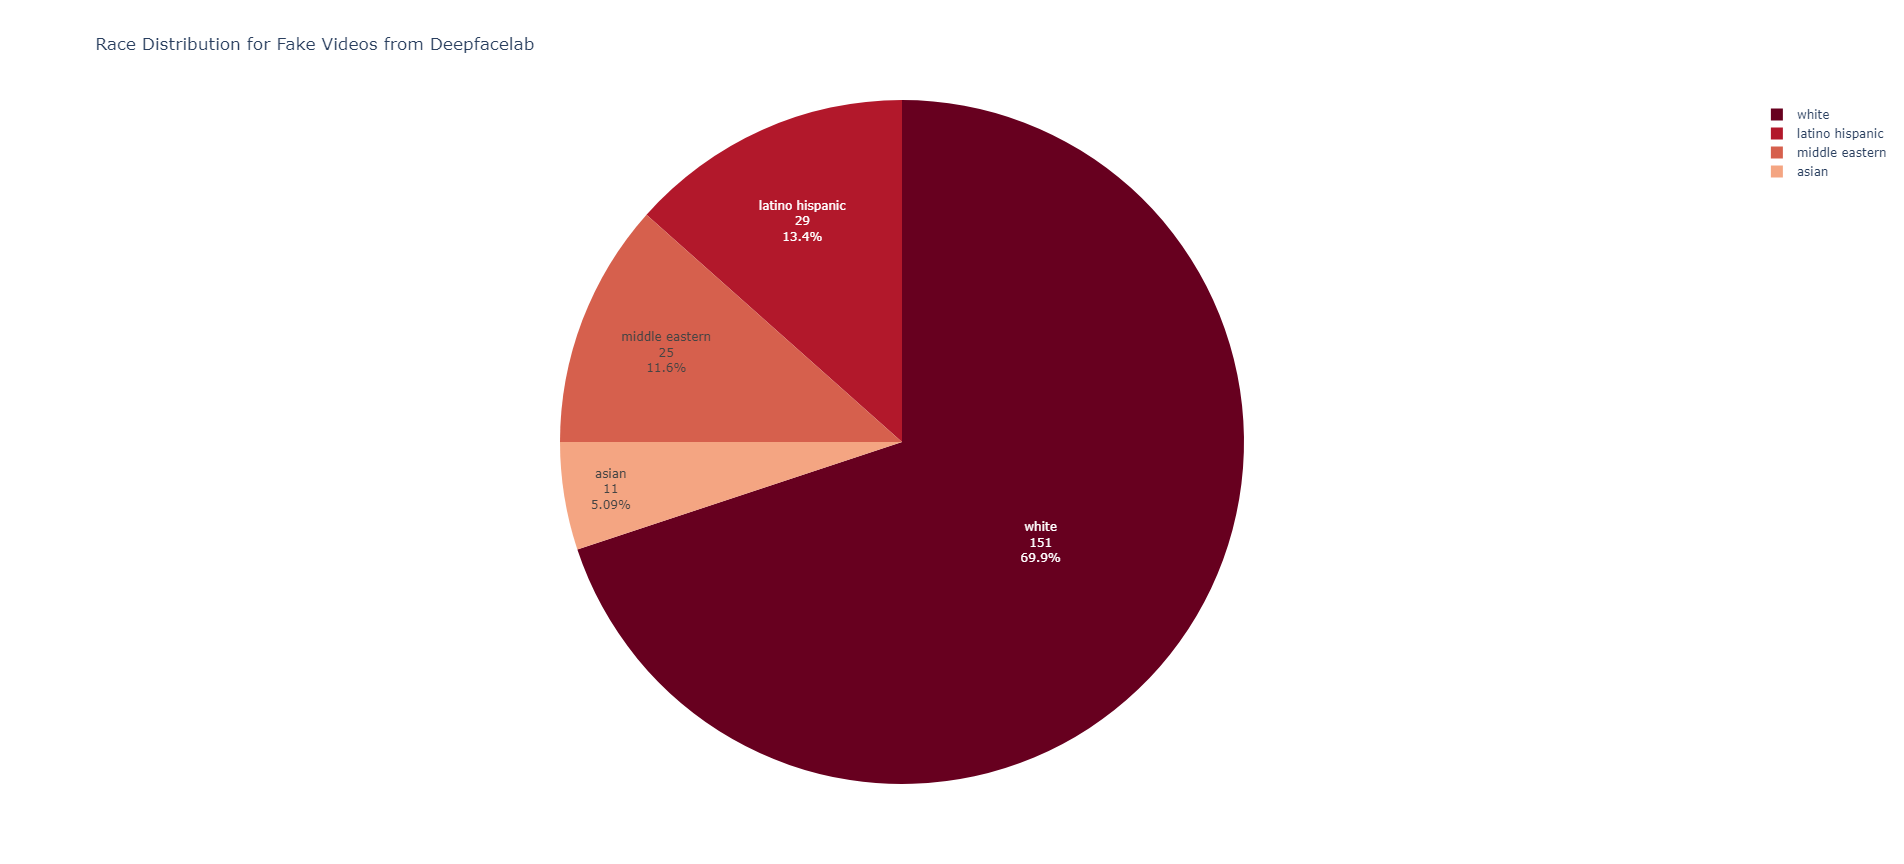 Race Distribution for Fake Videos from Deepfacelab
white
latino hispanic
middle eastern
asian
latino hispanic
29
13.4%
middle eastern
25
11.6%
asian
11
5.09%
white
151
69.9%